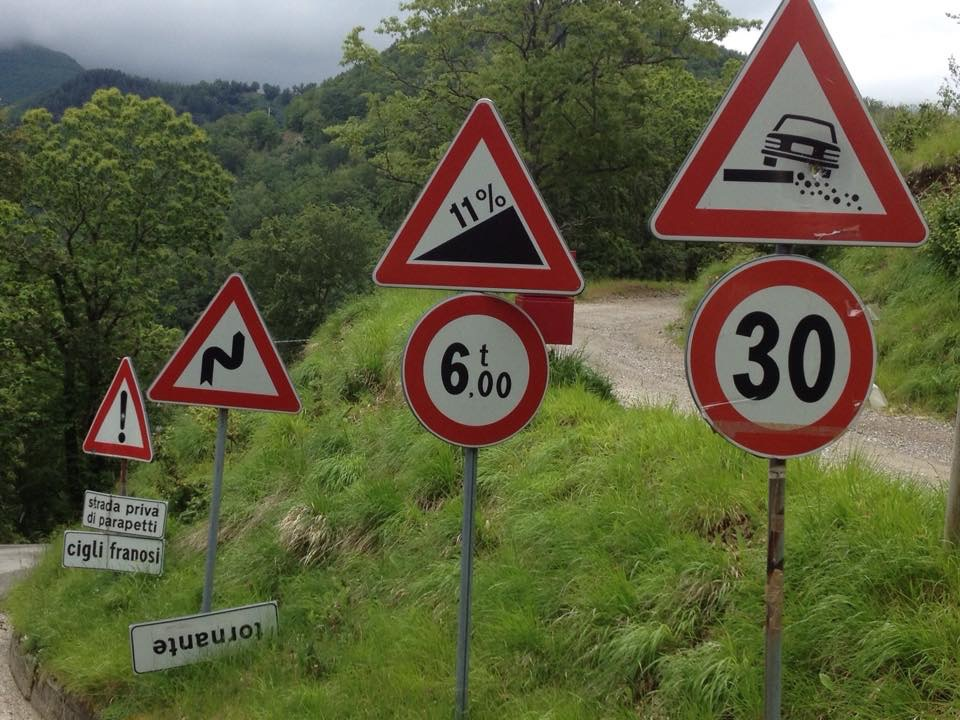 strada priva
di parapetti
cigli franosi
tornante
11%
6,00 t
30